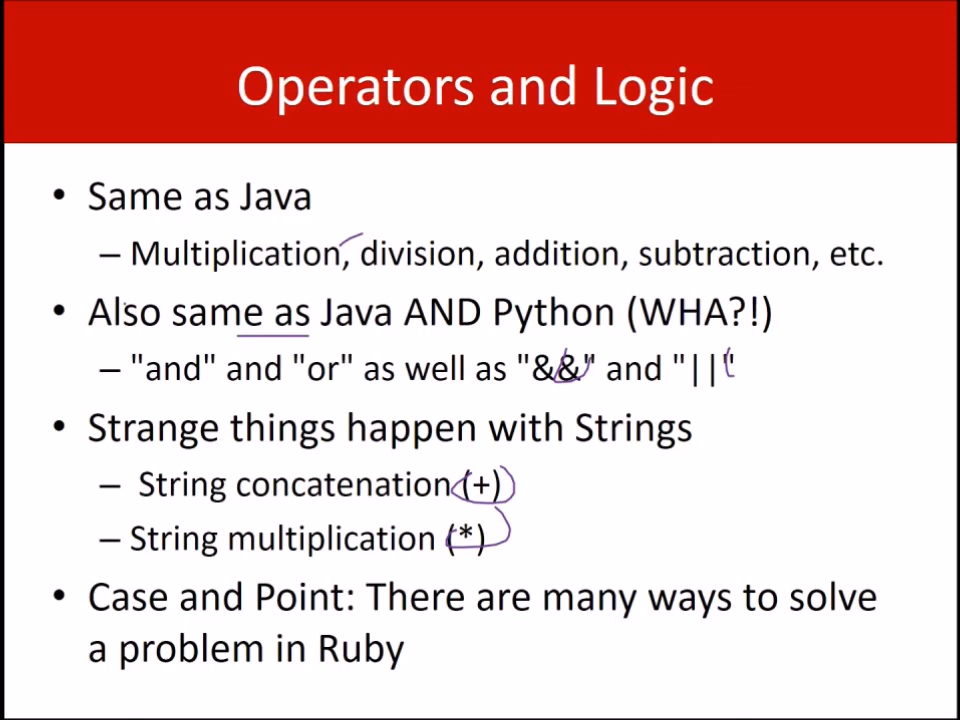 Operators and Logic
• Same as Java
– Multiplication, division, addition, subtraction, etc.
• Also same as Java AND Python (WHA?!)
– "and" and "or" as well as "&&" and "||"
• Strange things happen with Strings
– String concatenation (+)
– String multiplication (*)
• Case and Point: There are many ways to solve
a problem in Ruby